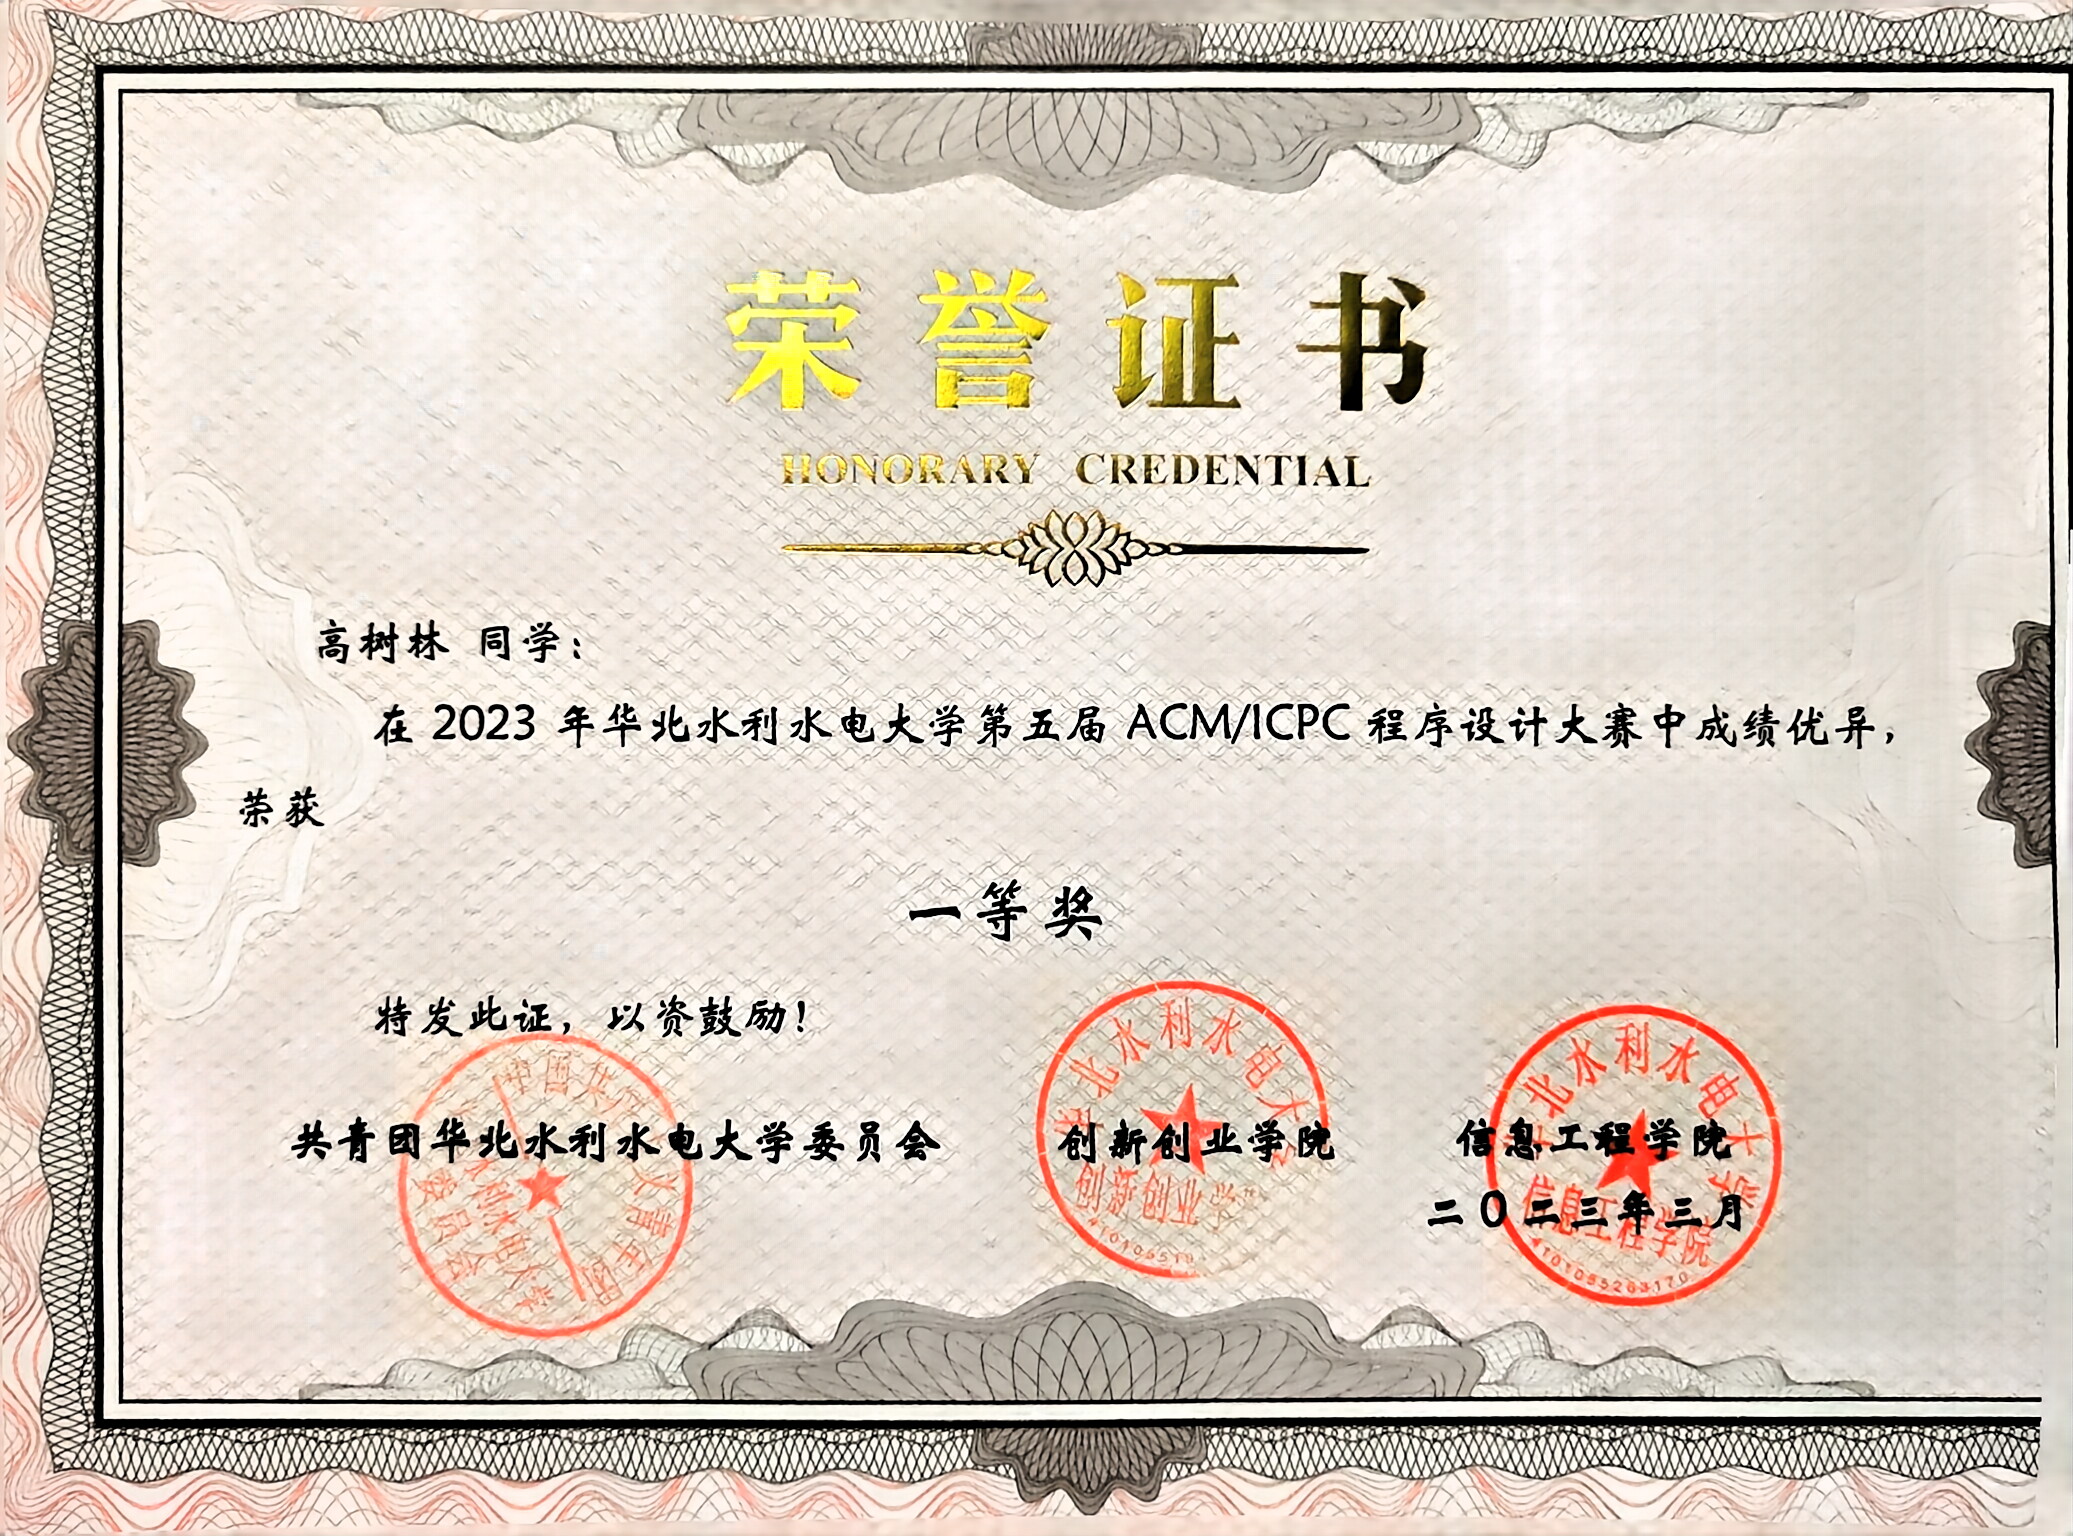 荣誉证书
HONORARY CREDENTIAL
高树林 同学：
在 2023 年华北水利水电大学第五届 ACM/ICPC 程序设计大赛中成绩优异，
荣获
一等奖
特发此证，以资鼓励！
共青团华北水利水电大学委员会 创新创业学院 信息工程学院
二〇二三年三月
中国共产主义青年团
华北水利水电大学
委员会
华北水利水电大学
创新创业学
华北水利水电大学
信息工程学院
4101055263170